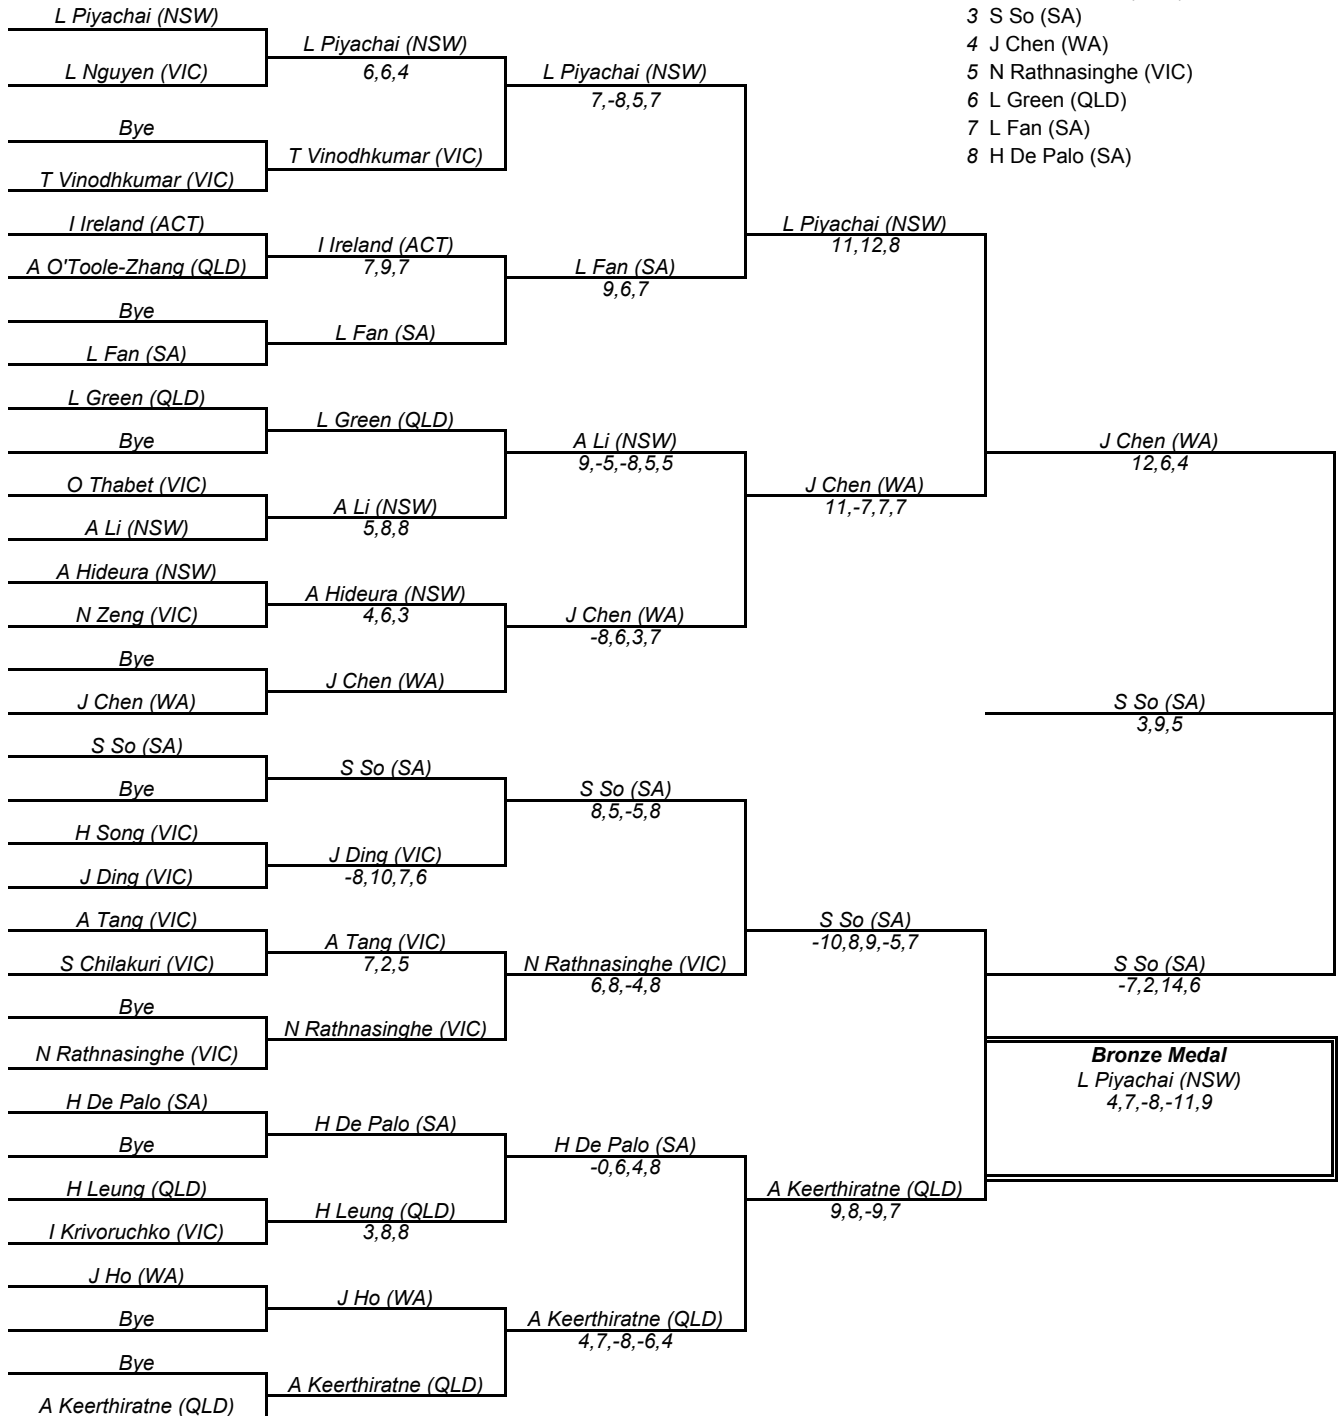 L Piyachai (NSW)
L Nguyen (VIC)
Bye
T Vinodhkumar (VIC)
I Ireland (ACT)
A O'Toole-Zhang (QLD)
Bye
L Fan (SA)
L Green (QLD)
Bye
O Thabet (VIC)
A Li (NSW)
A Hideura (NSW)
N Zeng (VIC)
Bye
J Chen (WA)
S So (SA)
Bye
H Song (VIC)
J Ding (VIC)
A Tang (VIC)
S Chilakuri (VIC)
Bye
N Rathnasinghe (VIC)
H De Palo (SA)
Bye
H Leung (QLD)
I Krivoruchko (VIC)
J Ho (WA)
Bye
Bye
A Keerthiratne (QLD)
L Piyachai (NSW)
6,6,4
T Vinodhkumar (VIC)
I Ireland (ACT)
7,9,7
L Fan (SA)
L Green (QLD)
A Li (NSW)
5,8,8
A Hideura (NSW)
4,6,3
J Chen (WA)
S So (SA)
J Ding (VIC)
-8,10,7,6
A Tang (VIC)
7,2,5
N Rathnasinghe (VIC)
H De Palo (SA)
H Leung (QLD)
3,8,8
J Ho (WA)
A Keerthiratne (QLD)
L Piyachai (NSW)
7,-8,5,7
L Fan (SA)
9,6,7
A Li (NSW)
9,-5,-8,5,5
J Chen (WA)
-8,6,3,7
S So (SA)
8,5,-5,8
N Rathnasinghe (VIC)
6,8,-4,8
H De Palo (SA)
-0,6,4,8
A Keerthiratne (QLD)
4,7,-8,-6,4
L Piyachai (NSW)
11,12,8
J Chen (WA)
11,-7,7,7
S So (SA)
-10,8,9,-5,7
A Keerthiratne (QLD)
9,8,-9,7
3 S So (SA)
4 J Chen (WA)
5 N Rathnasinghe (VIC)
6 L Green (QLD)
7 L Fan (SA)
8 H De Palo (SA)
J Chen (WA)
12,6,4
S So (SA)
3,9,5
S So (SA)
-7,2,14,6
Bronze Medal
L Piyachai (NSW)
4,7,-8,-11,9